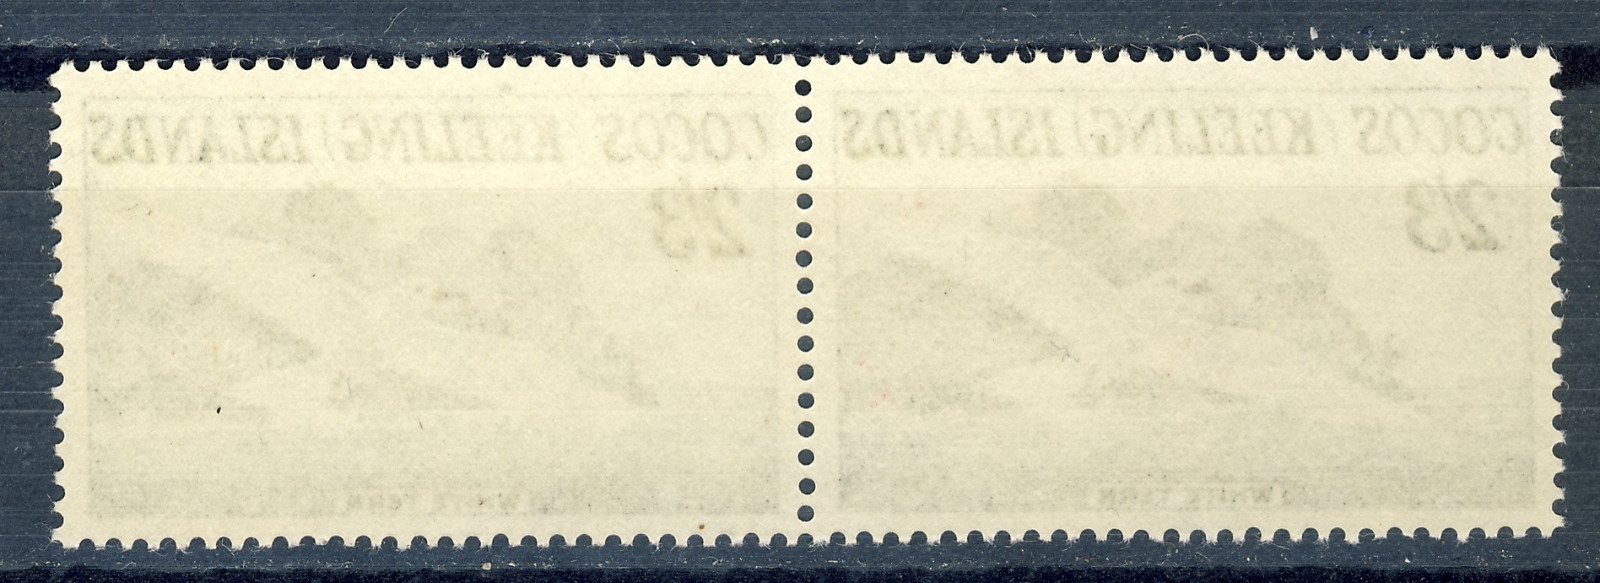 COCOS (KEELING) ISLANDS
2/3
WHITE TERN
COCOS (KEELING) ISLANDS
2/3
WHITE TERN